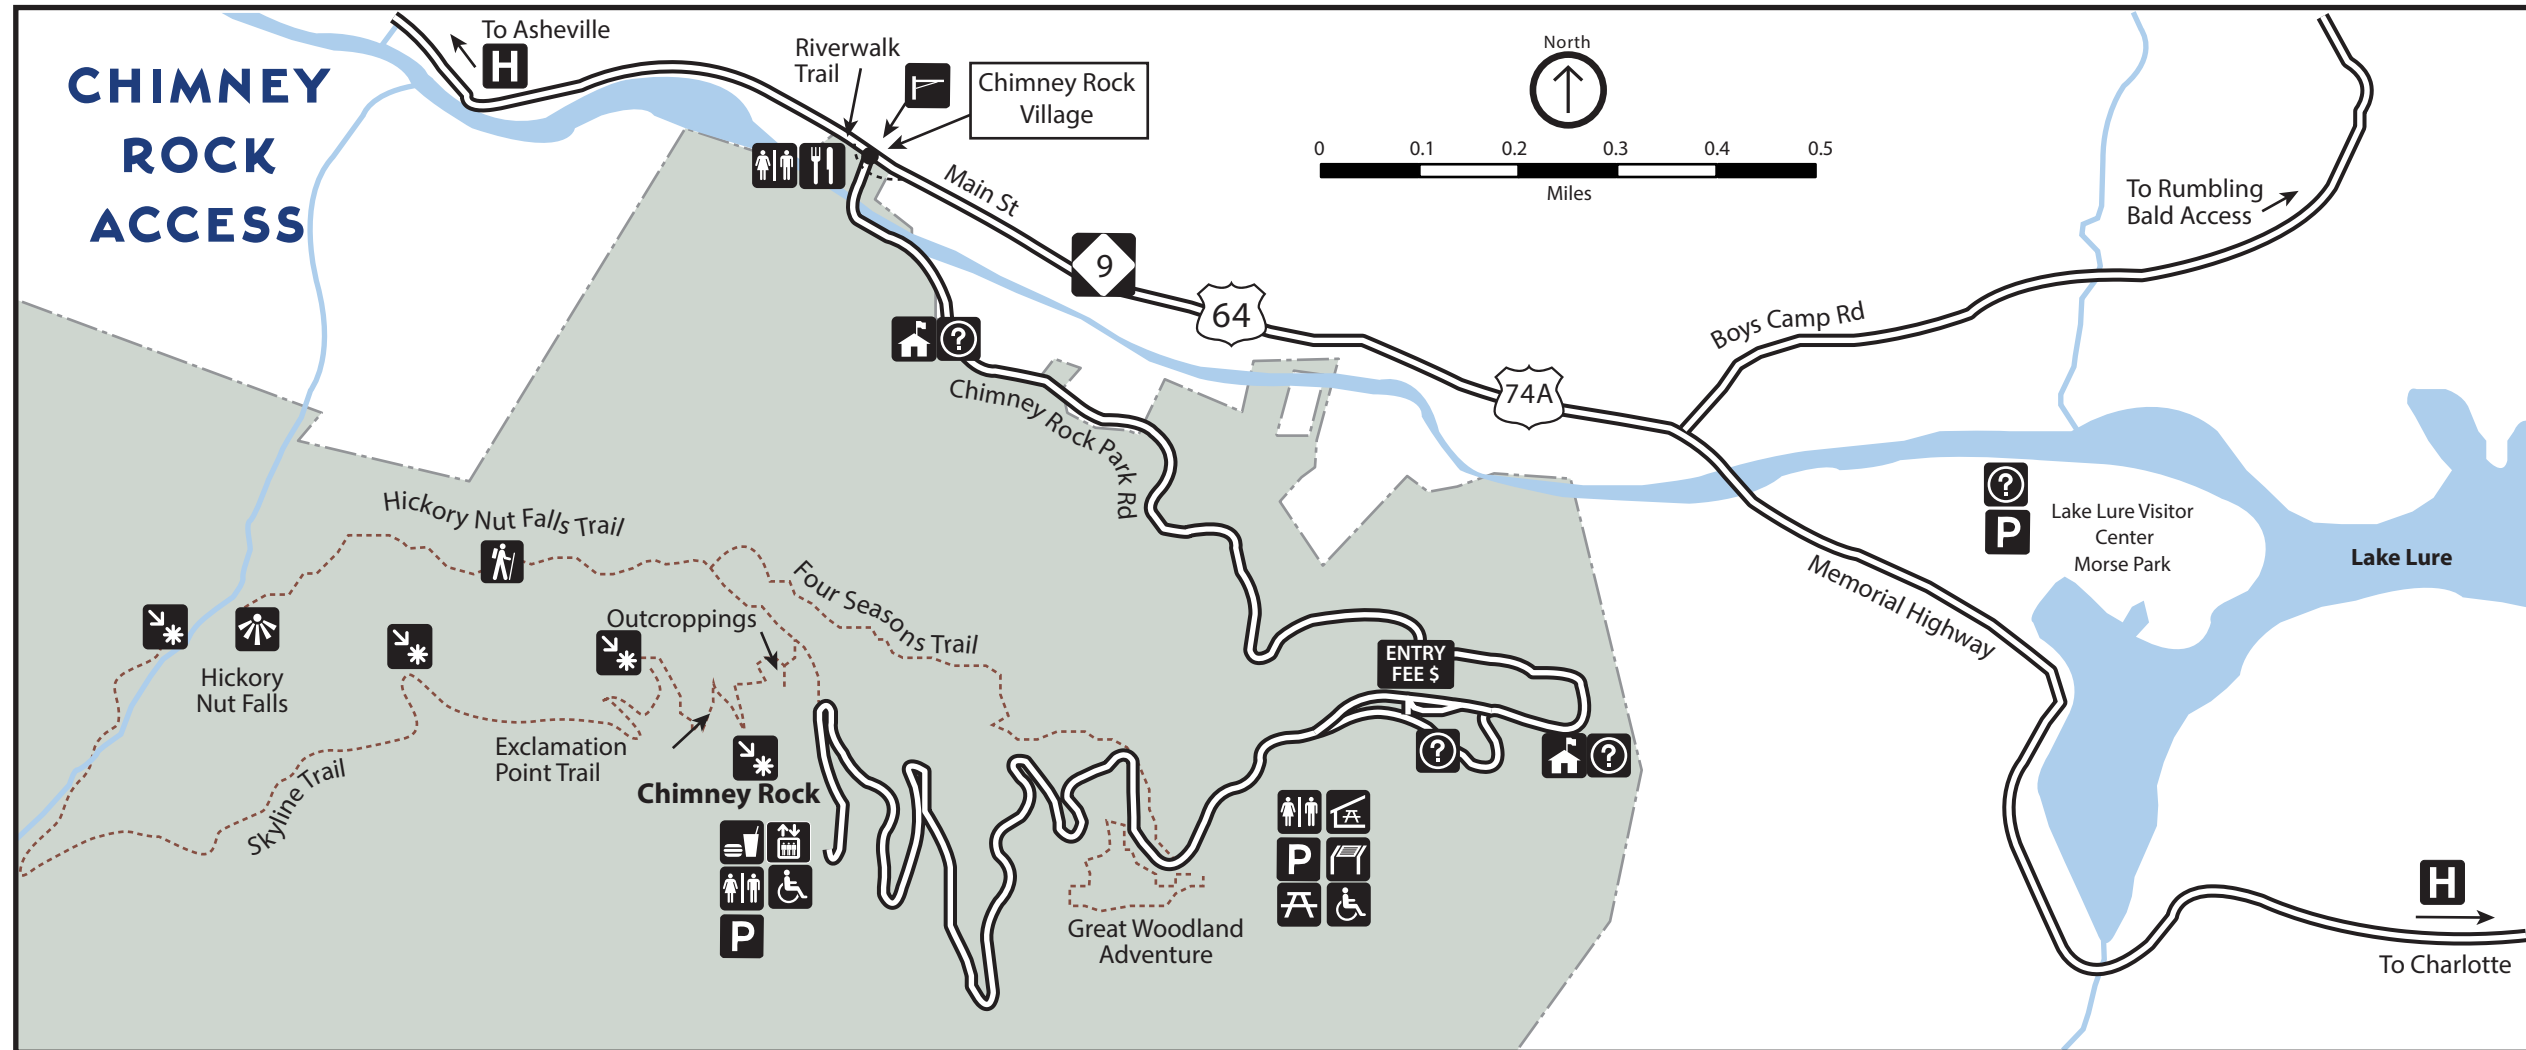 CHIMNEY
ROCK
ACCESS
To Asheville
H
Riverwalk
Trail
Chimney Rock
Village
North
0 0.1 0.2 0.3 0.4 0.5
Miles
Main St
9
64
74A
To Rumbling
Bald Access
Boys Camp Rd
?
Chimney Rock Park Rd
Hickory Nut Falls Trail
Four Seasons Trail
Outcroppings
Hickory
Nut Falls
ENTRY
FEE $
?
P
Lake Lure Visitor
Center
Morse Park
Lake Lure
Memorial Highway
Exclamation
Point Trail
Skyline Trail
Chimney Rock
P
?
?
P
Great Woodland
Adventure
H
To Charlotte